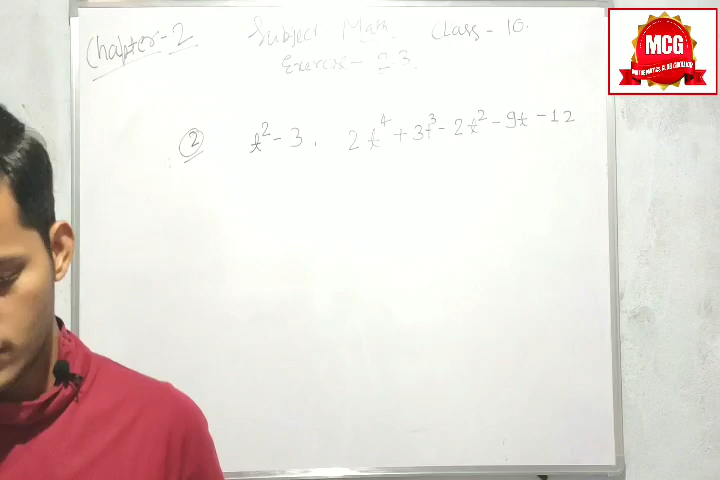 Chapter-2
Subject Math. Class - 10.
Exercise - 2.3.
② t² - 3, 2t⁴ + 3t³ - 2t² - 9t - 12
MCG